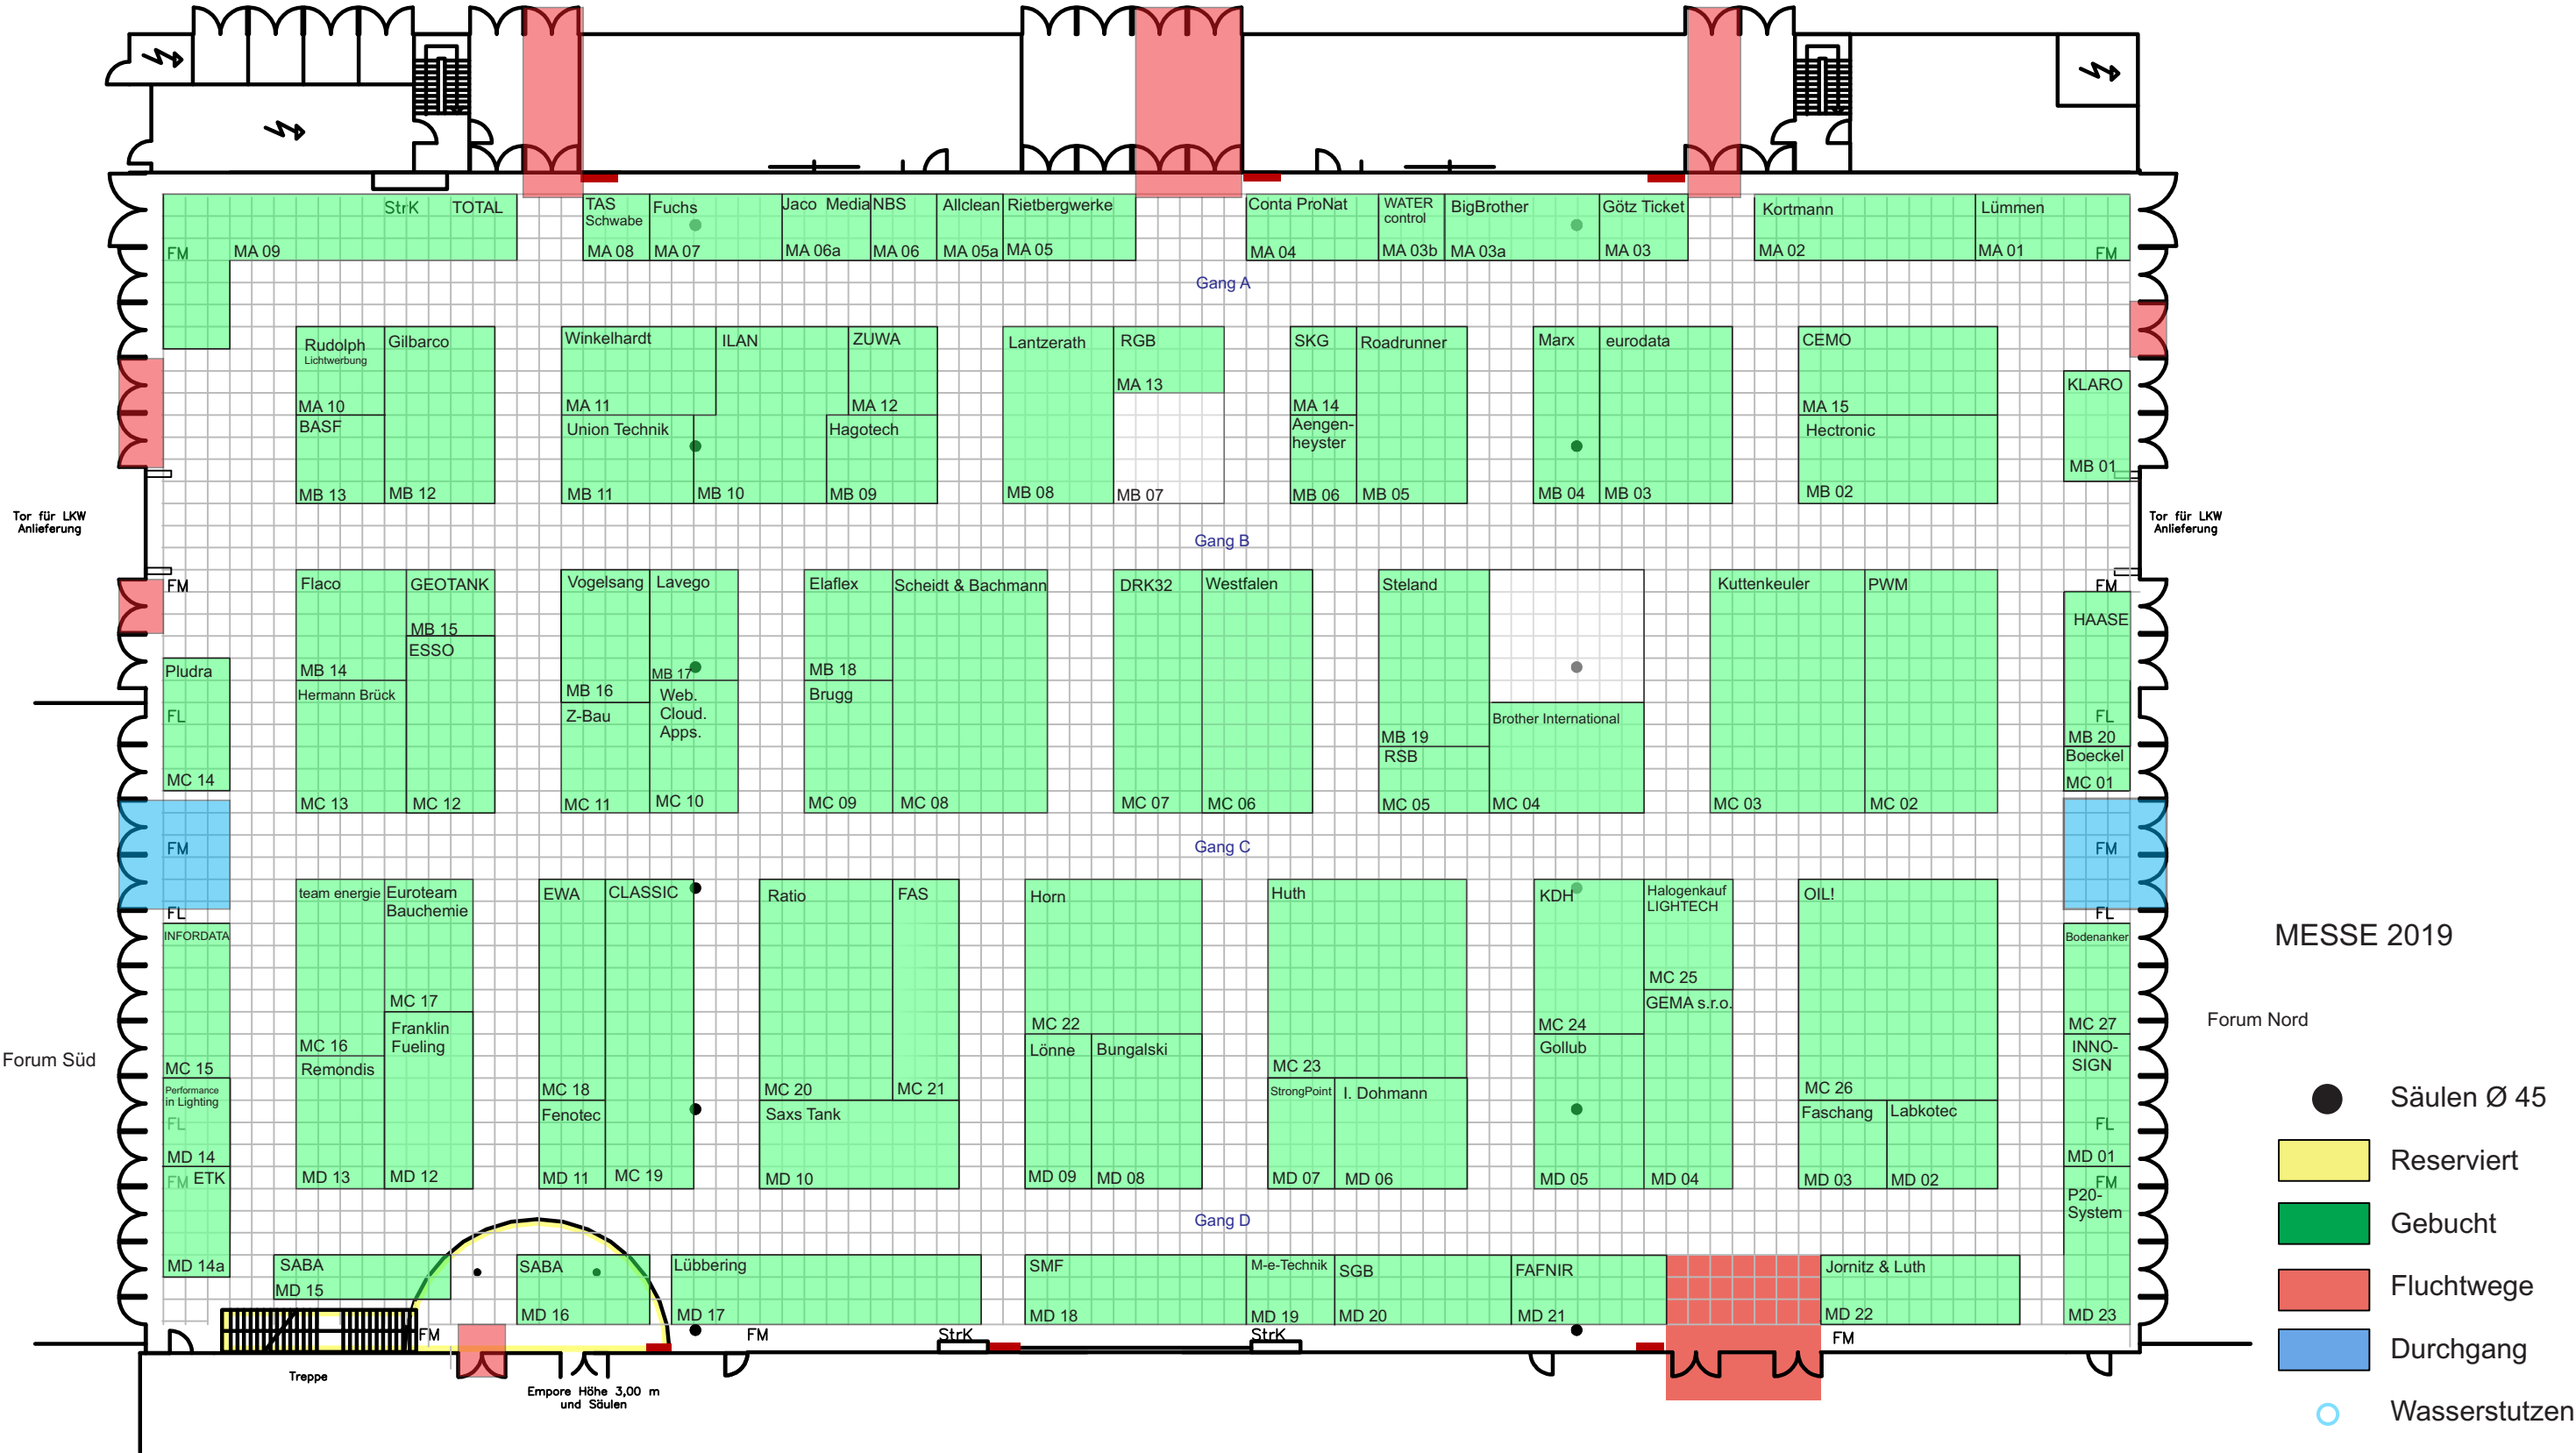 StrK
TOTAL
FM
MA 09
TAS
Schwabe
MA 08
Fuchs
MA 07
Jaco Media
MA 06a
NBS
MA 06
Allclean
MA 05a
Rietbergwerke
MA 05
Conta ProNat
MA 04
WATER
control
MA 03b
BigBrother
MA 03a
Götz Ticket
MA 03
Kortmann
MA 02
Lümmen
MA 01
FM
Gang A
Rudolph
Lichtwerbung
MA 10
BASF
MB 13
Gilbarco
MB 12
Winkelhardt
MA 11
ILAN
ZUWA
MA 12
Union Technik
MB 11
MB 10
Hagotech
MB 09
Lantzerath
MB 08
RGB
MA 13
MB 07
SKG
MA 14
Aengen-
heyster
MB 06
Roadrunner
MB 05
Marx
MB 04
eurodata
MB 03
CEMO
MA 15
Hectronic
MB 02
KLARO
MB 01
Tor für LKW
Anlieferung
Gang B
Tor für LKW
Anlieferung
FM
Flaco
MB 14
GEOTANK
MB 15
ESSO
MC 12
Hermann Brück
MC 13
Vogelsang
MB 16
Z-Bau
MC 11
Lavego
MB 17
Web.
Cloud.
Apps.
MC 10
Elaflex
MB 18
Brugg
MC 09
Scheidt & Bachmann
MC 08
DRK32
MC 07
Westfalen
MC 06
Steland
MB 19
RSB
MC 05
Brother International
MC 04
Kuttenkeuler
MC 03
PWM
MC 02
FM
HAASE
FL
MB 20
Boeckel
MC 01
Pludra
FL
MC 14
FM
Gang C
FM
FL
INFORDATA
MC 15
Performance
in Lighting
FL
MD 14
FM
ETK
MD 14a
team energie
MC 16
Remondis
MD 13
Euroteam
Bauchemie
MC 17
Franklin
Fueling
MD 12
EWA
MC 18
Fenotec
MD 11
CLASSIC
MC 19
Ratio
MC 20
FAS
MC 21
Saxs Tank
MD 10
Horn
MC 22
Lönne
MD 09
Bungalski
MD 08
Huth
MC 23
StrongPoint
MD 07
I. Dohmann
MD 06
KDH
MC 24
Gollub
MD 05
Halogenkauf
LIGHTECH
MC 25
GEMA s.r.o.
MD 04
OIL!
MC 26
Faschang
MD 03
Labkotec
MD 02
FL
Bodenanker
MC 27
INNO-
SIGN
FL
MD 01
FM
P20-
System
MD 23
Forum Süd
Gang D
SABA
MD 15
SABA
MD 16
Lübbering
MD 17
SMF
MD 18
M-e-Technik
MD 19
SGB
MD 20
FAFNIR
MD 21
Jornitz & Luth
MD 22
FM
FM
StrK
StrK
FM
Treppe
Empore Höhe 3,00 m
und Säulen
MESSE 2019
Forum Nord
Säulen Ø 45
Reserviert
Gebucht
Fluchtwege
Durchgang
Wasserstutzen